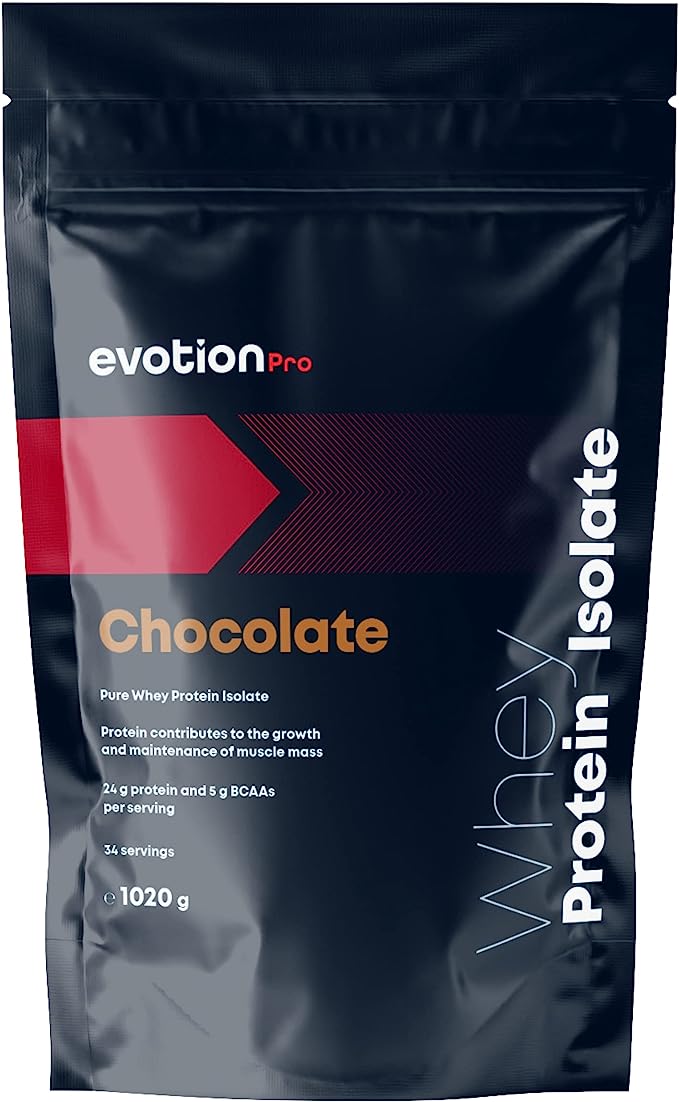 evotion Pro
Chocolate
Pure Whey Protein Isolate
Protein contributes to the growth
and maintenance of muscle mass
24 g protein and 5 g BCAAs
per serving
34 servings
℮ 1020 g
Whey
Protein Isolate